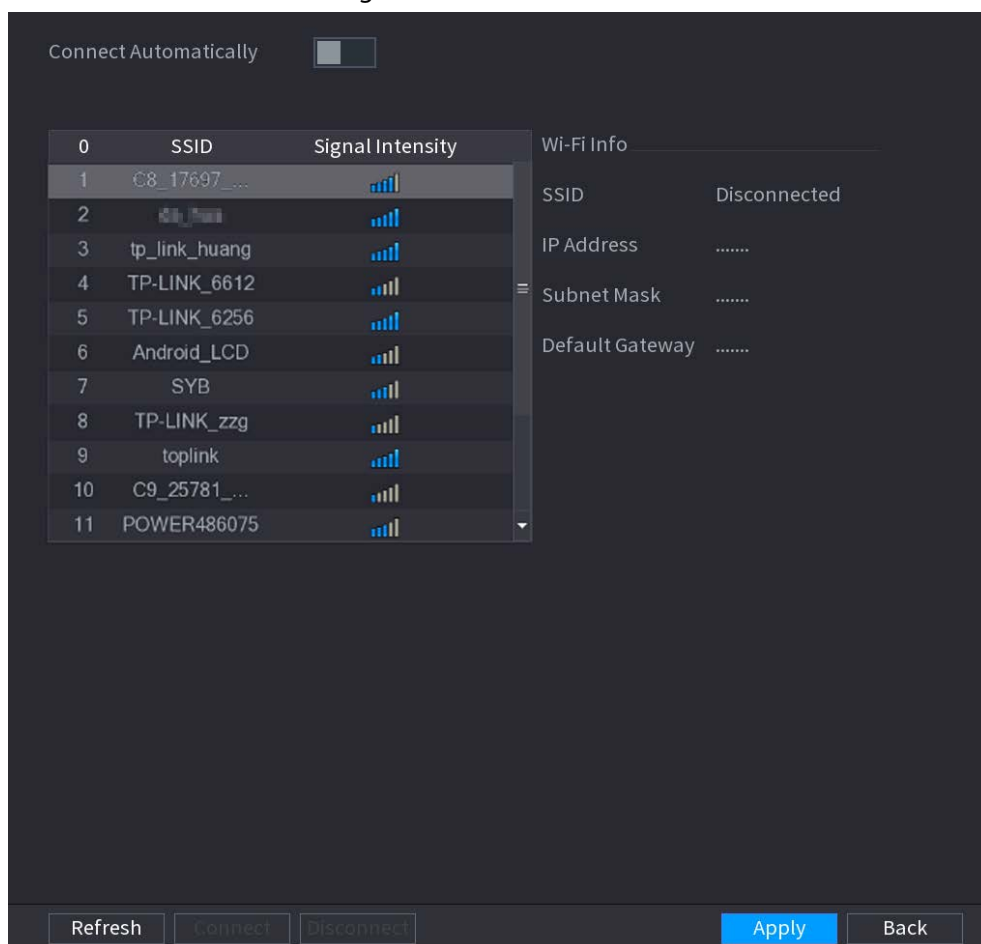 Connect Automatically
0 SSID Signal Intensity
1 C8_17697_...
2
3 tp_link_huang
4 TP-LINK_6612
5 TP-LINK_6256
6 Android_LCD
7 SYB
8 TP-LINK_zzg
9 toplink
10 C9_25781_...
11 POWER486075
Wi-Fi Info
SSID Disconnected
IP Address .......
Subnet Mask .......
Default Gateway .......
Refresh Connect Disconnect Apply Back